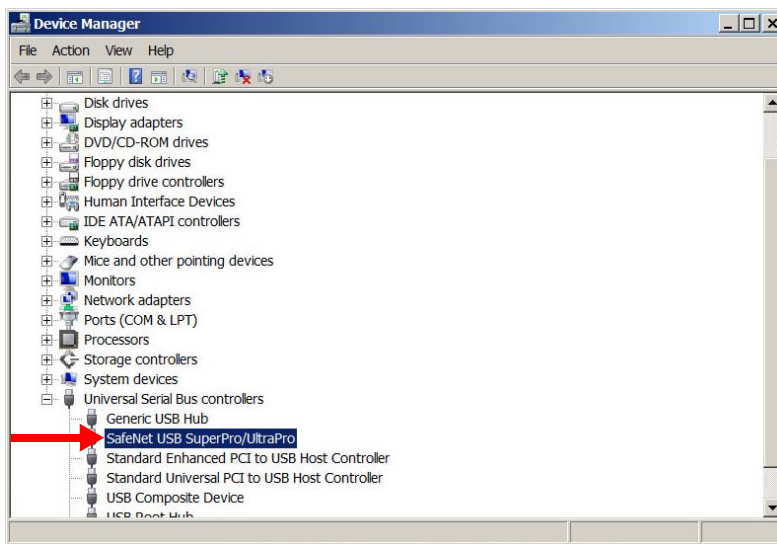 Device Manager
File Action View Help
Disk drives
Display adapters
DVD/CD-ROM drives
Floppy disk drives
Floppy drive controllers
Human Interface Devices
IDE ATA/ATAPI controllers
Keyboards
Mice and other pointing devices
Monitors
Network adapters
Ports (COM & LPT)
Processors
Storage controllers
System devices
Universal Serial Bus controllers
Generic USB Hub
SafeNet USB SuperPro/UltraPro
Standard Enhanced PCI to USB Host Controller
Standard Universal PCI to USB Host Controller
USB Composite Device
USB Root Hub